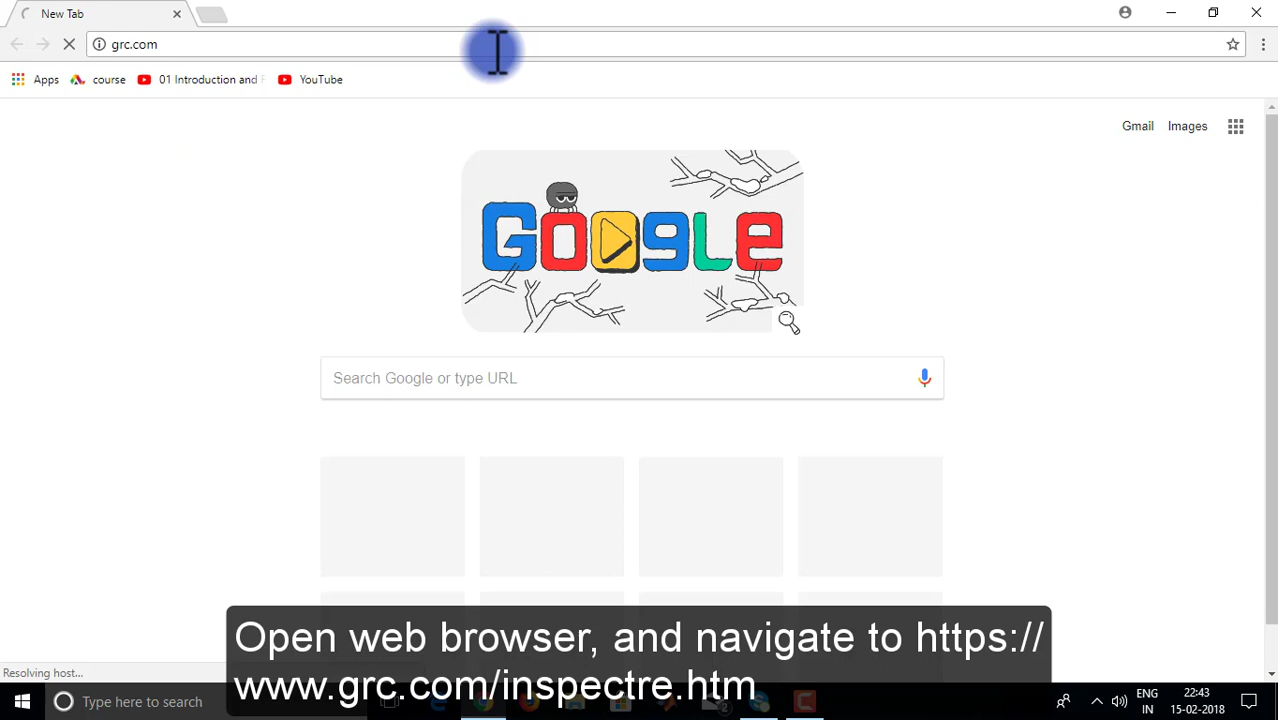 New Tab
grc.com
Apps course 01 Introduction and YouTube
Gmail Images
Google
Search Google or type URL
Open web browser, and navigate to https://
www.grc.com/inspectre.htm
Resolving host...
Type here to search
2
ENG
IN
22:43
15-02-2018